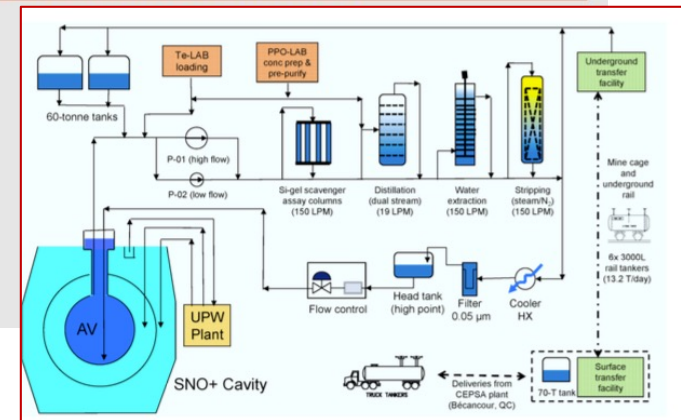 Te-LAB
loading
PPO-LAB
conc prep &
pre-purify
Underground
transfer
facility
60-tonne tanks
P-01 (high flow)
P-02 (low flow)
Si-gel scavenger
assay columns
(150 LPM)
Distillation
(dual stream)
(19 LPM)
Water
extraction
(150 LPM)
Stripping
(steam/N₂)
(150 LPM)
Mine cage
and
underground
rail
6x 3000L
rail tankers
(13.2 T/day)
AV
UPW
Plant
Flow control
Head tank
(high point)
Filter
0.05 µm
Cooler
HX
SNO+ Cavity
TRUCK TANKERS
Deliveries from
CEPSA plant
(Bécancour, QC)
70-T tank
Surface
transfer
facility